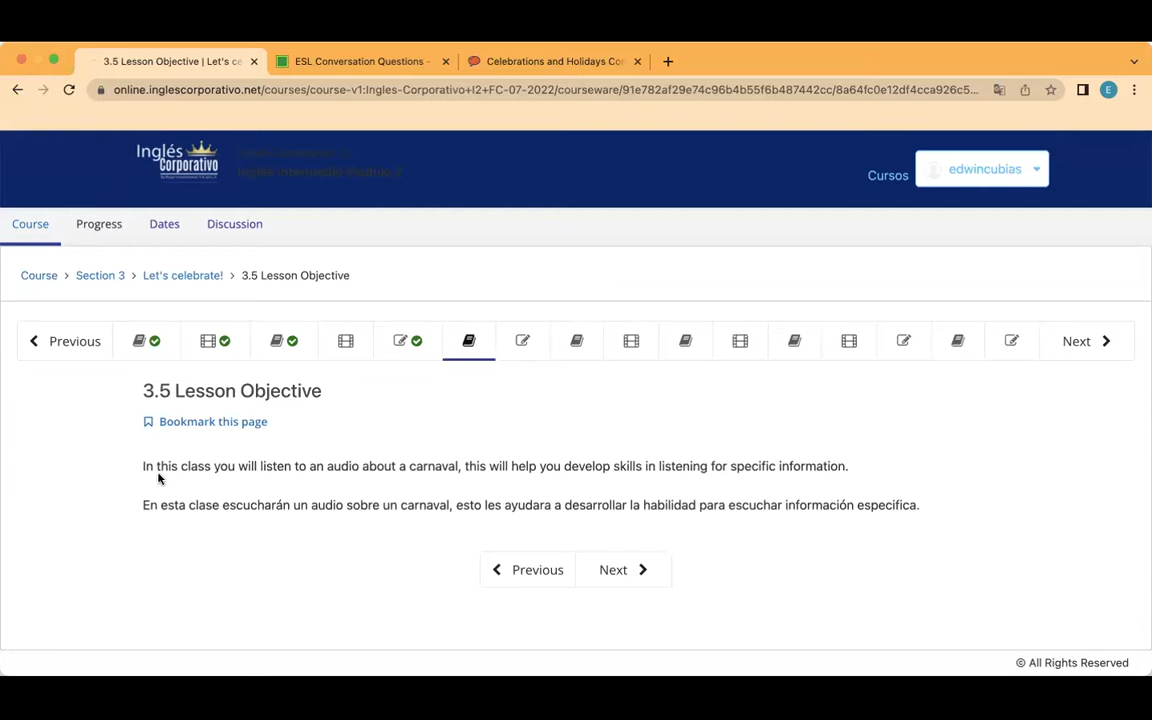 3.5 Lesson Objective | Let's ce
ESL Conversation Questions -
Celebrations and Holidays Con
online.inglescorporativo.net/courses/course-v1:Ingles-Corporativo+I2+FC-07-2022/courseware/91e782af29e74c96b4b55f6b487442cc/8a64fc0e12df4cca926c5...
E
Inglés
Corporativo
Inglés Intermedio Módulo 2
Cursos
edwincubias
Course
Progress
Dates
Discussion
Course > Section 3 > Let's celebrate! > 3.5 Lesson Objective
Previous
Next
3.5 Lesson Objective
Bookmark this page
In this class you will listen to an audio about a carnaval, this will help you develop skills in listening for specific information.
En esta clase escucharán un audio sobre un carnaval, esto les ayudara a desarrollar la habilidad para escuchar información especifica.
Previous
Next
© All Rights Reserved